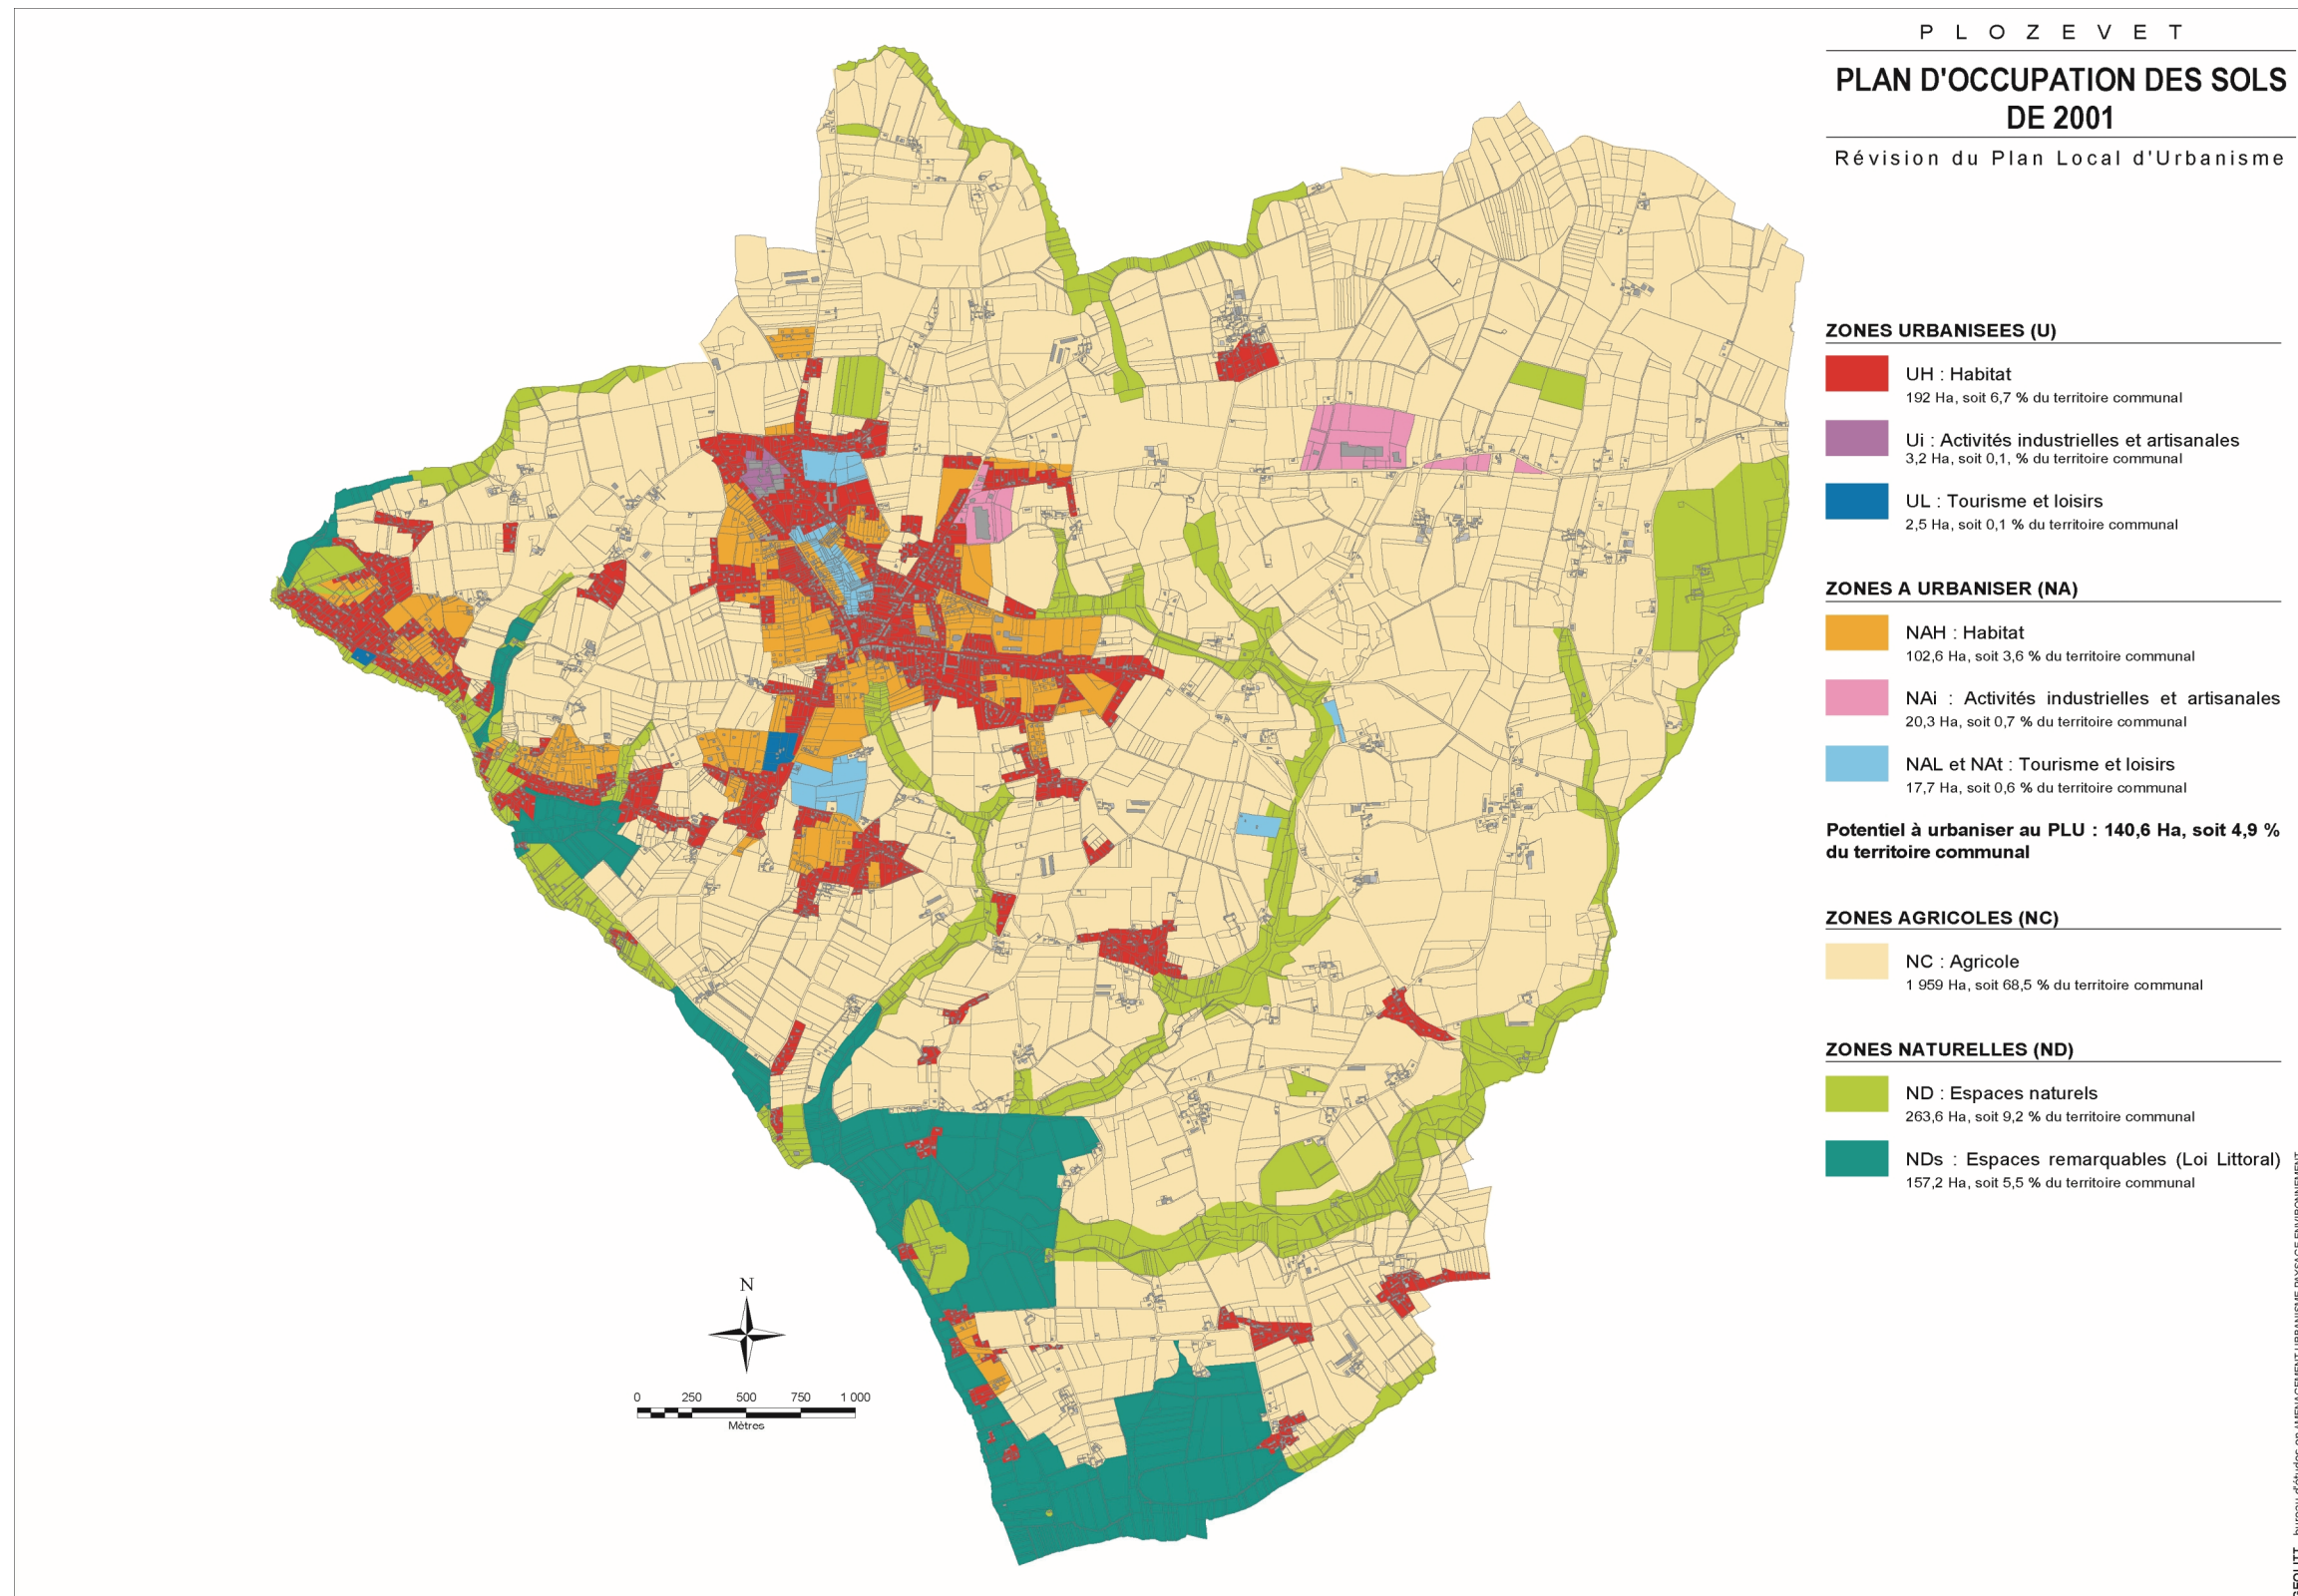 P L O Z E V E T
PLAN D'OCCUPATION DES SOLS
DE 2001
Révision du Plan Local d'Urbanisme
ZONES URBANISEES (U)
UH : Habitat
192 Ha, soit 6,7 % du territoire communal
Ui : Activités industrielles et artisanales
3,2 Ha, soit 0,1, % du territoire communal
UL : Tourisme et loisirs
2,5 Ha, soit 0,1 % du territoire communal
ZONES A URBANISER (NA)
NAH : Habitat
102,6 Ha, soit 3,6 % du territoire communal
NAi : Activités industrielles et artisanales
20,3 Ha, soit 0,7 % du territoire communal
NAL et NAt : Tourisme et loisirs
17,7 Ha, soit 0,6 % du territoire communal
Potentiel à urbaniser au PLU : 140,6 Ha, soit 4,9 %
du territoire communal
ZONES AGRICOLES (NC)
NC : Agricole
1 959 Ha, soit 68,5 % du territoire communal
ZONES NATURELLES (ND)
ND : Espaces naturels
263,6 Ha, soit 9,2 % du territoire communal
NDs : Espaces remarquables (Loi Littoral)
157,2 Ha, soit 5,5 % du territoire communal
N
0 250 500 750 1 000
Mètres